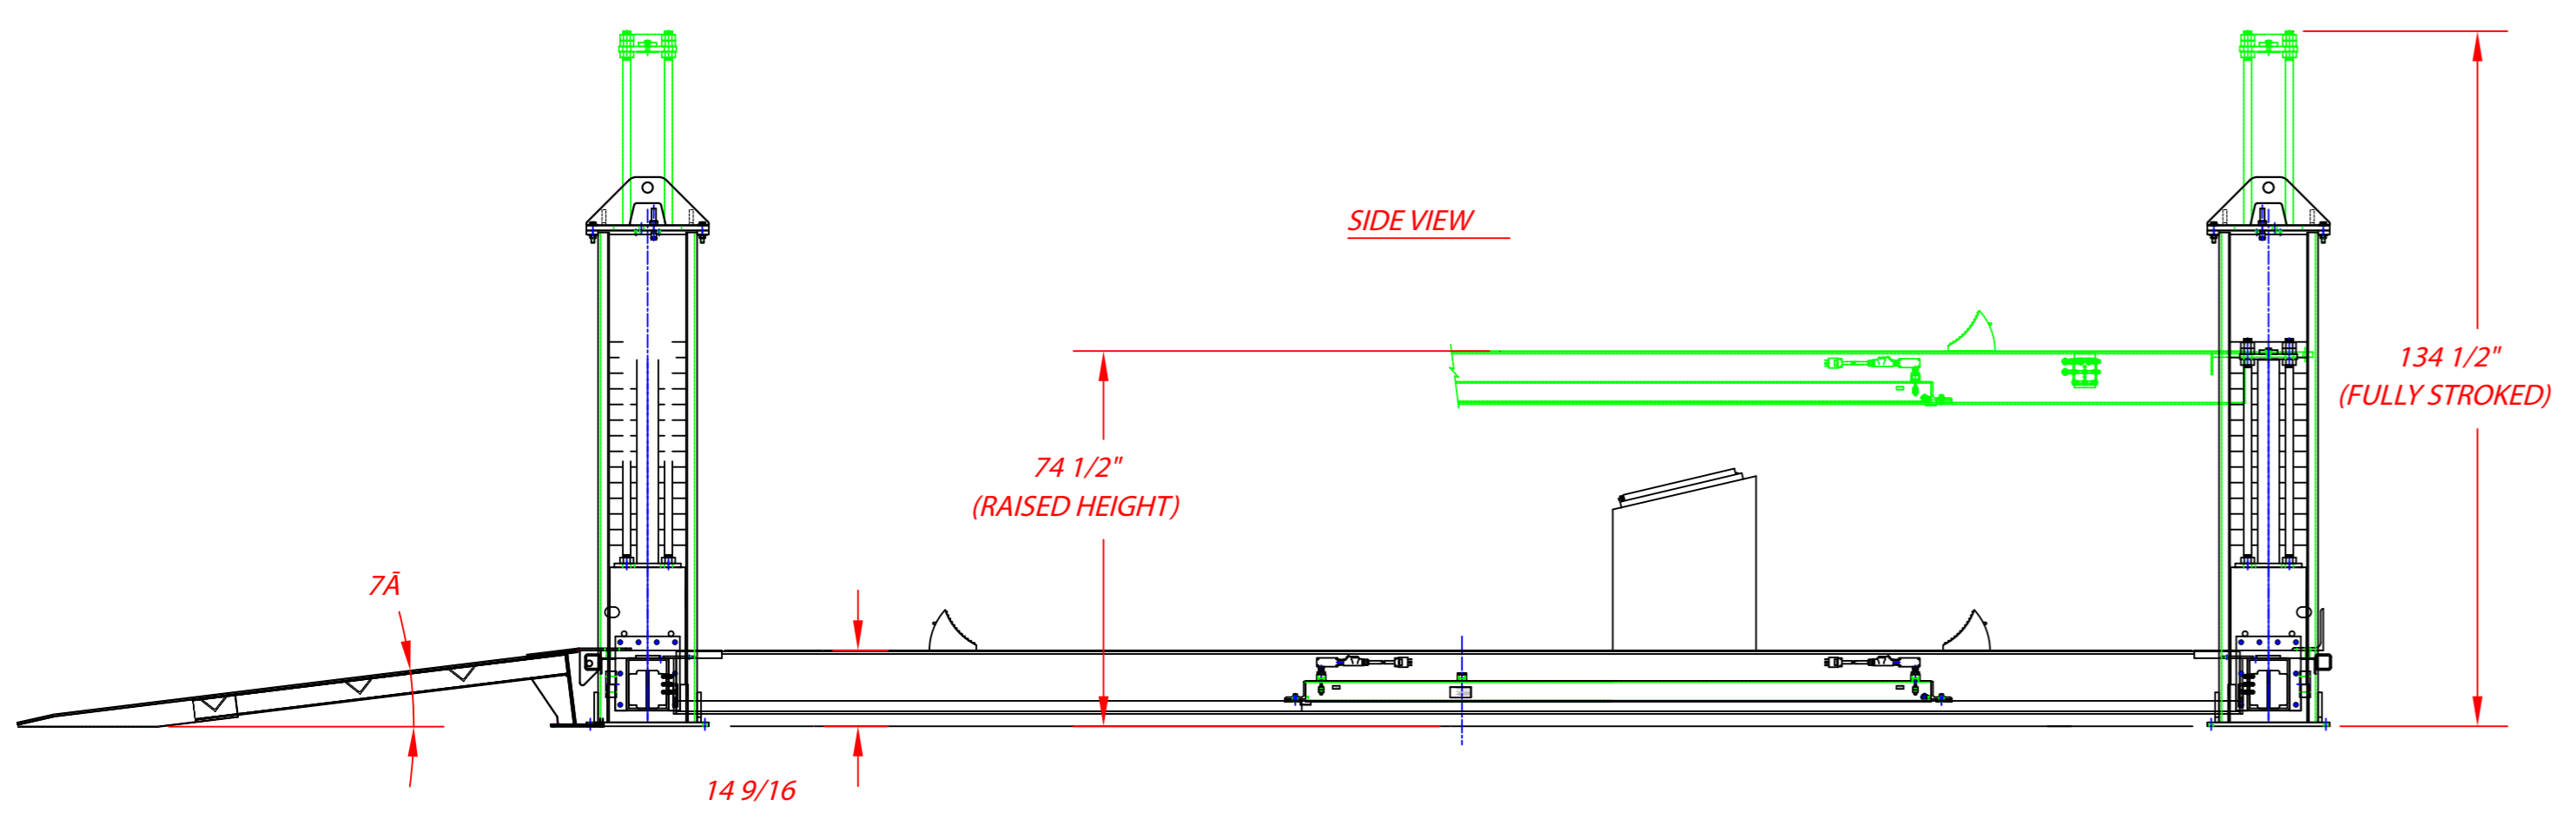 SIDE VIEW
134 1/2"
(FULLY STROKED)
74 1/2"
(RAISED HEIGHT)
7Ā
14 9/16